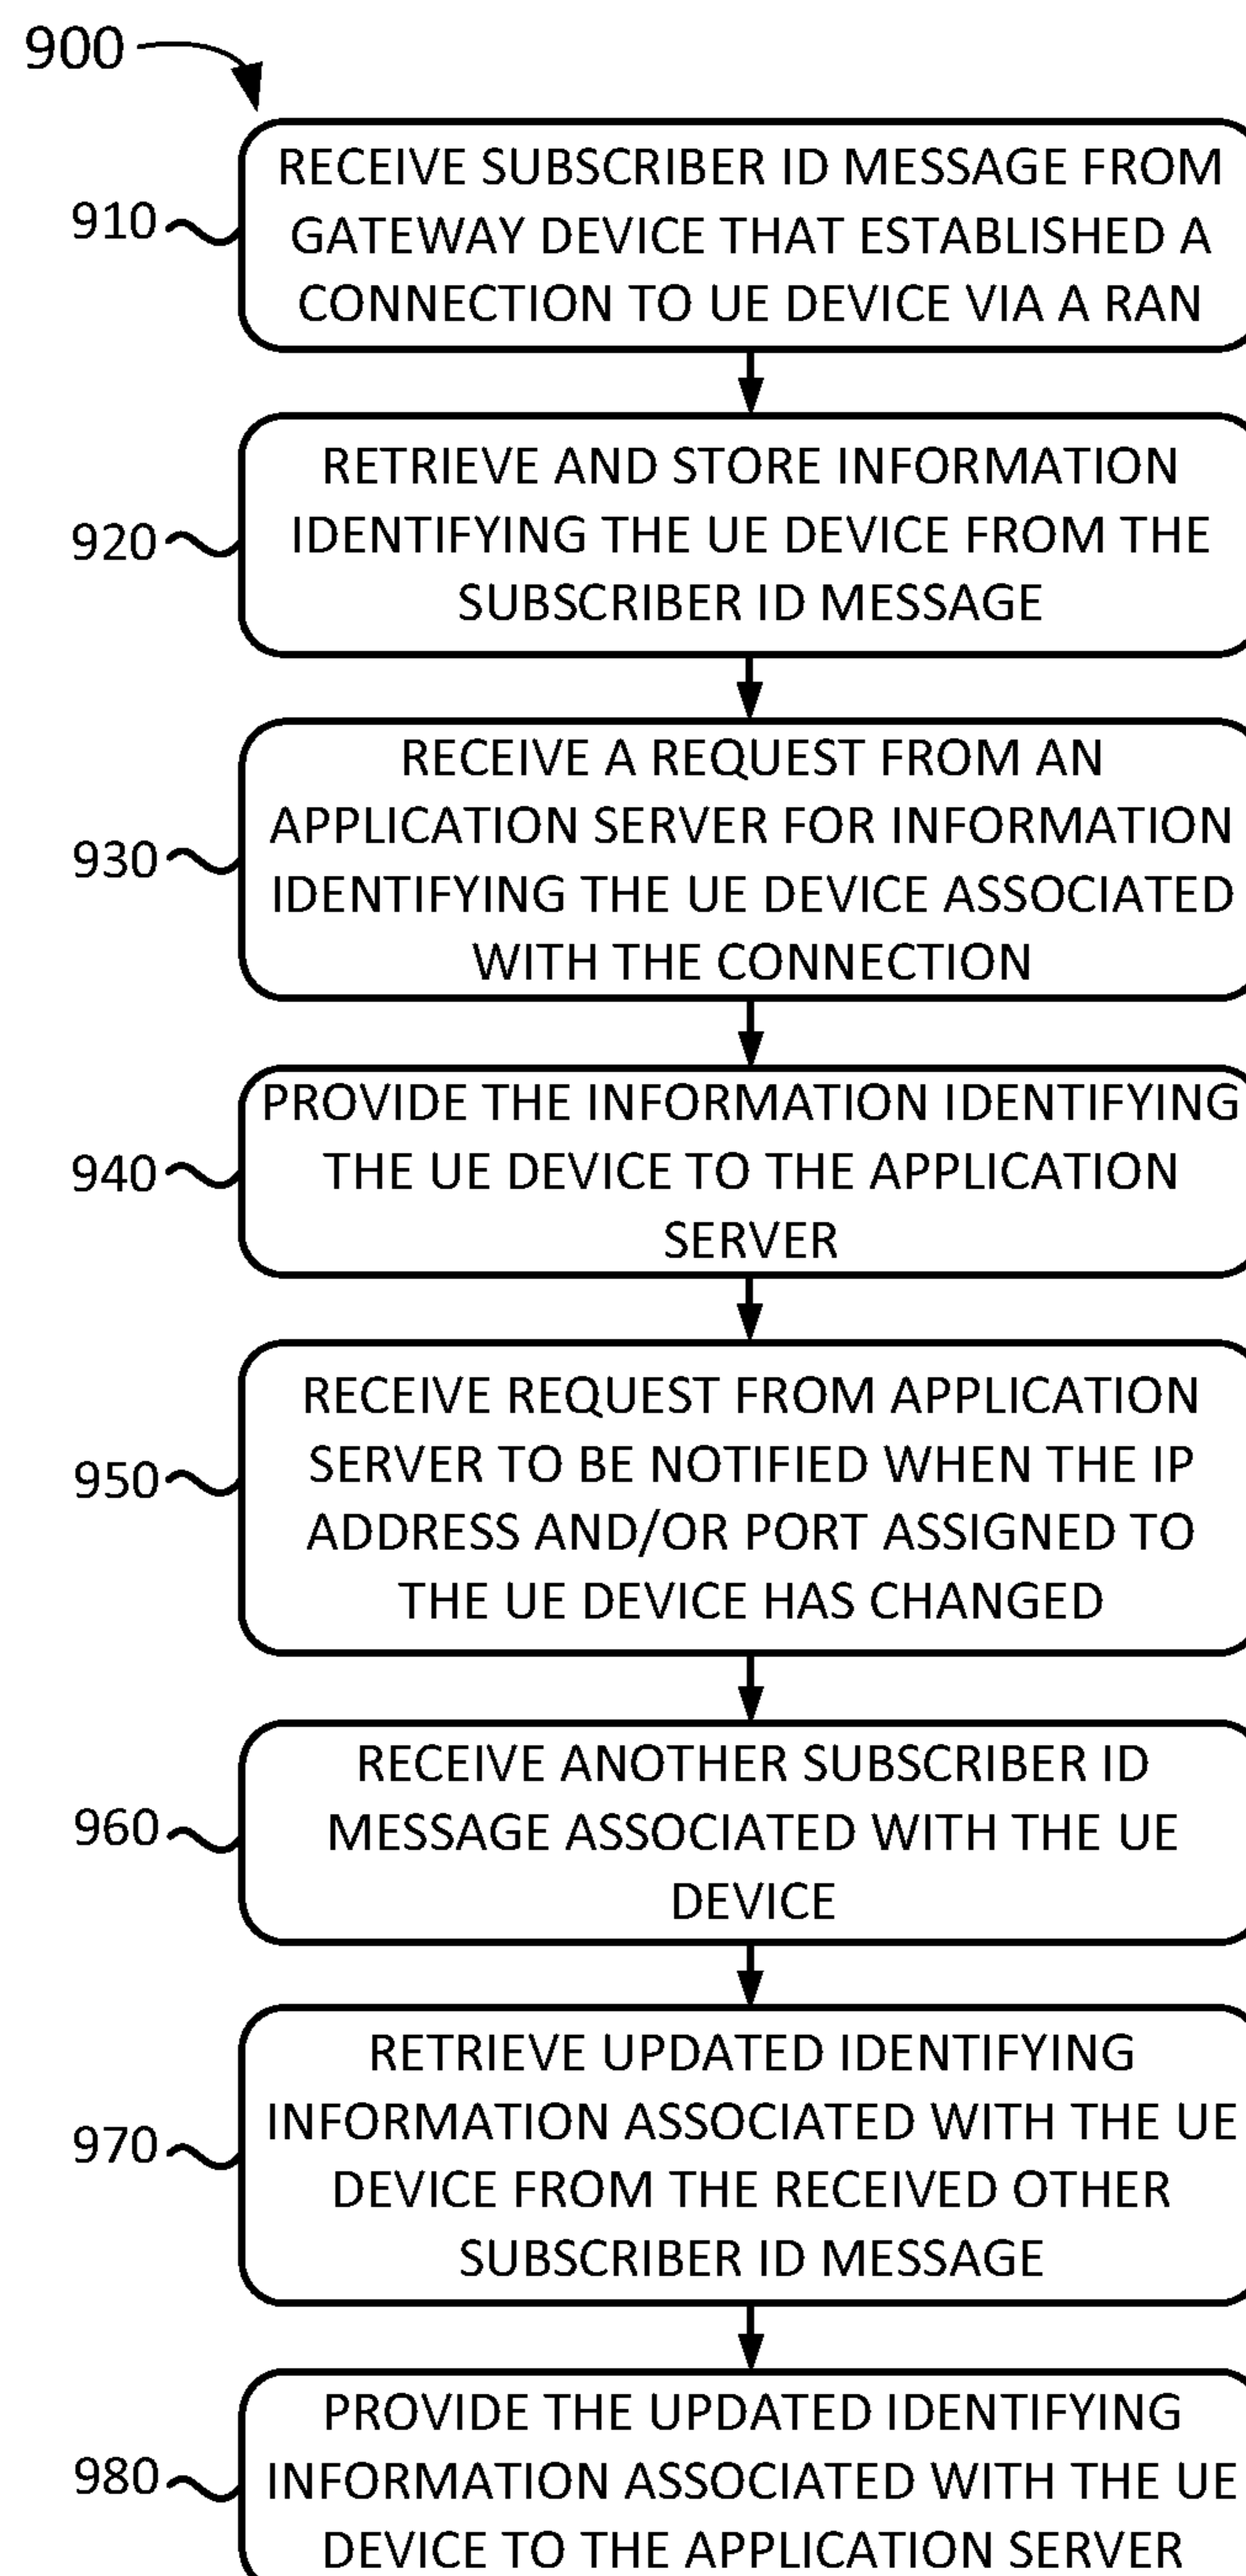 900
910
RECEIVE SUBSCRIBER ID MESSAGE FROM
GATEWAY DEVICE THAT ESTABLISHED A
CONNECTION TO UE DEVICE VIA A RAN
920
RETRIEVE AND STORE INFORMATION
IDENTIFYING THE UE DEVICE FROM THE
SUBSCRIBER ID MESSAGE
930
RECEIVE A REQUEST FROM AN
APPLICATION SERVER FOR INFORMATION
IDENTIFYING THE UE DEVICE ASSOCIATED
WITH THE CONNECTION
940
PROVIDE THE INFORMATION IDENTIFYING
THE UE DEVICE TO THE APPLICATION
SERVER
950
RECEIVE REQUEST FROM APPLICATION
SERVER TO BE NOTIFIED WHEN THE IP
ADDRESS AND/OR PORT ASSIGNED TO
THE UE DEVICE HAS CHANGED
960
RECEIVE ANOTHER SUBSCRIBER ID
MESSAGE ASSOCIATED WITH THE UE
DEVICE
970
RETRIEVE UPDATED IDENTIFYING
INFORMATION ASSOCIATED WITH THE UE
DEVICE FROM THE RECEIVED OTHER
SUBSCRIBER ID MESSAGE
980
PROVIDE THE UPDATED IDENTIFYING
INFORMATION ASSOCIATED WITH THE UE
DEVICE TO THE APPLICATION SERVER